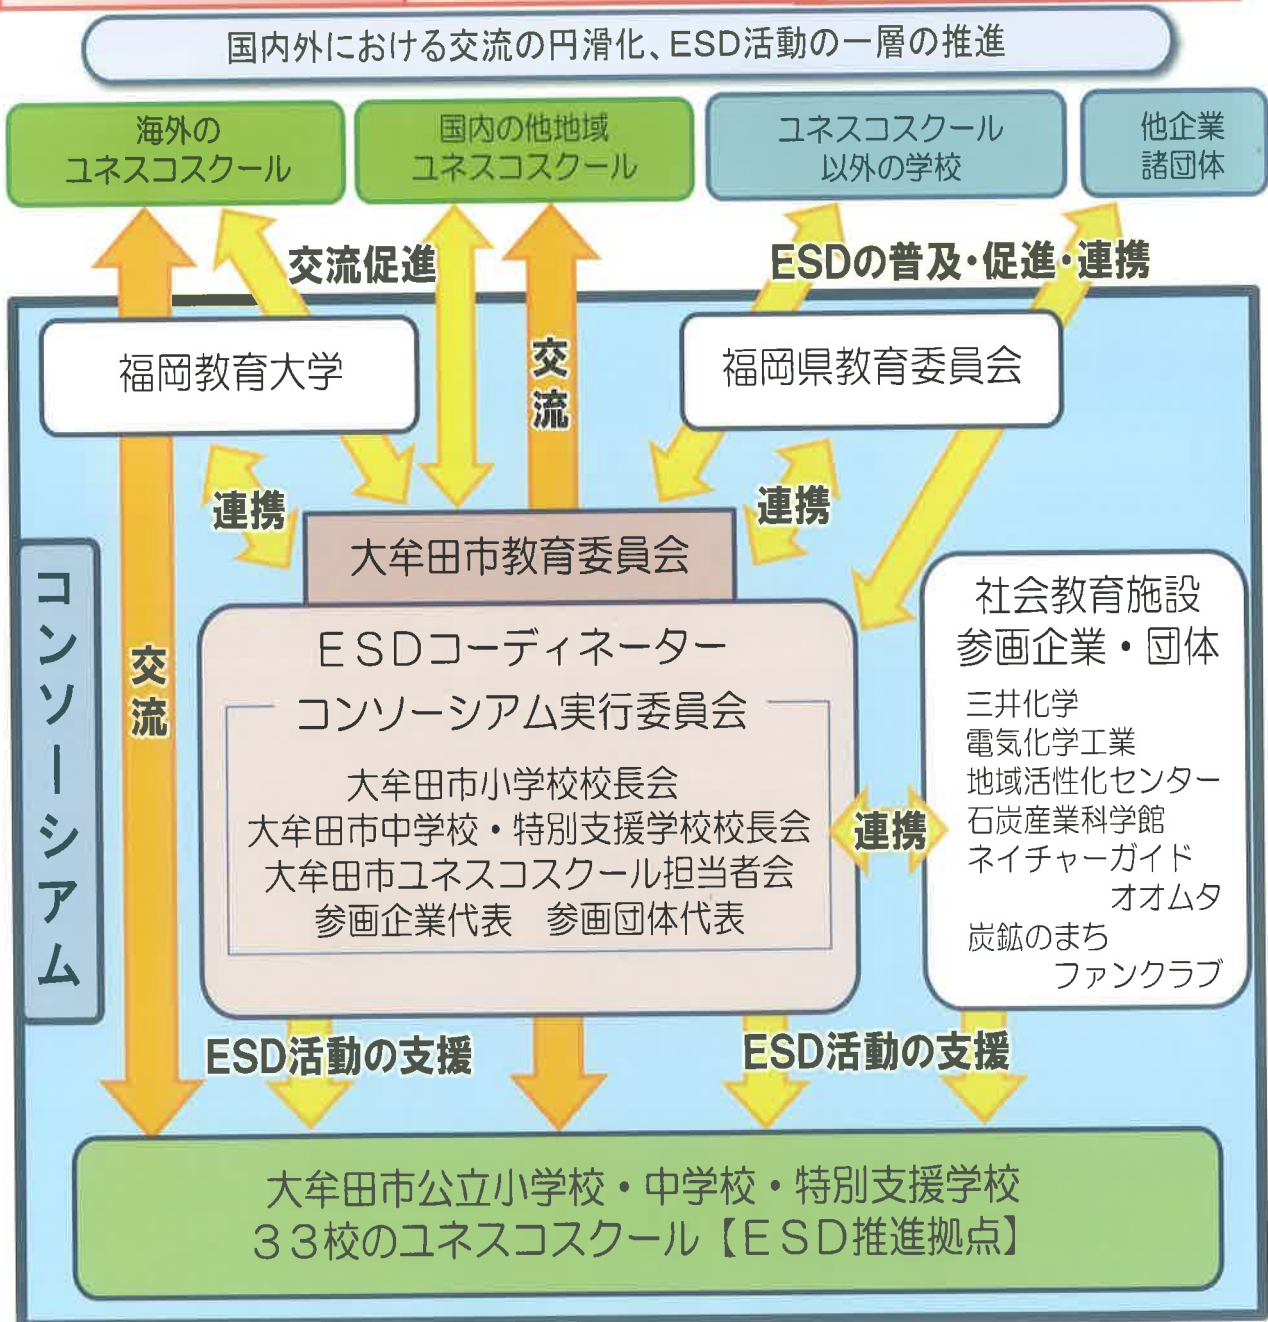 国内外における交流の円滑化、ESD活動の一層の推進
海外の
ユネスコスクール
国内の他地域
ユネスコスクール
ユネスコスクール
以外の学校
他企業
諸団体
交流促進
ESDの普及・促進・連携
福岡教育大学
交流
福岡県教育委員会
連携
連携
大牟田市教育委員会
コンソーシアム
交流
ESDコーディネーター
コンソーシアム実行委員会
大牟田市小学校校長会
大牟田市中学校・特別支援学校校長会
大牟田市ユネスコスクール担当者会
参画企業代表 参画団体代表
連携
社会教育施設
参画企業・団体
三井化学
電気化学工業
地域活性化センター
石炭産業科学館
ネイチャーガイド
オオムタ
炭鉱のまち
ファンクラブ
ESD活動の支援
ESD活動の支援
大牟田市公立小学校・中学校・特別支援学校
33校のユネスコスクール【ESD推進拠点】